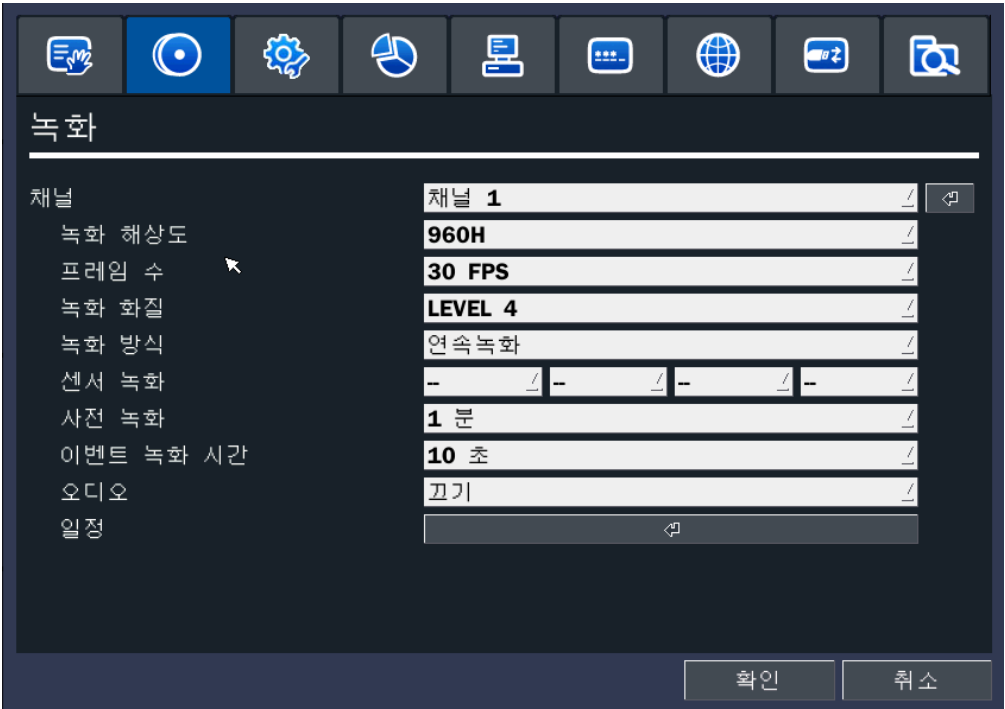 ***_
녹화
채널 채널 1
녹화 해상도 960H
프레임 수 30 FPS
녹화 화질 LEVEL 4
녹화 방식 연속녹화
센서 녹화 -- -- -- --
사전 녹화 1 분
이벤트 녹화 시간 10 초
오디오 끄기
일정
확인 취소